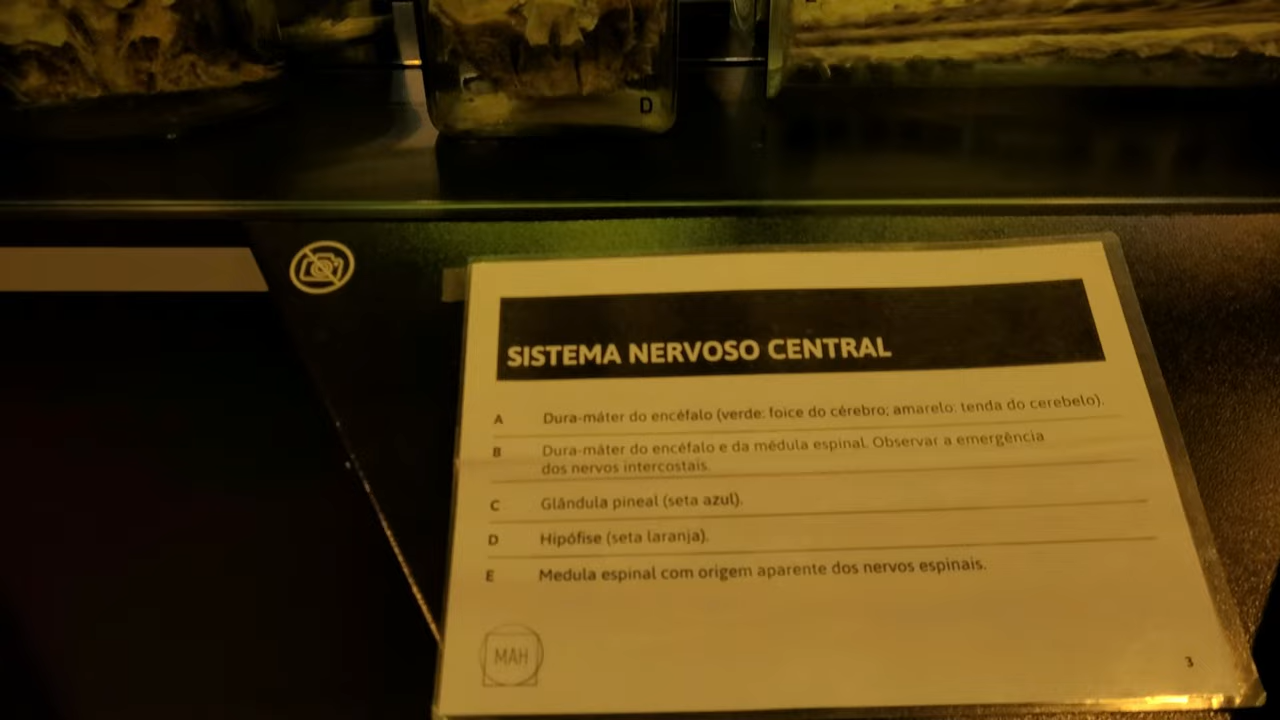 D
SISTEMA NERVOSO CENTRAL
A Dura-máter do encéfalo (verde: foice do cérebro; amarelo: tenda do cerebelo).
B Dura-máter do encéfalo e da médula espinal. Observar a emergência
dos nervos intercostais.
C Glândula pineal (seta azul).
D Hipófise (seta laranja).
E Medula espinal com origem aparente dos nervos espinais.
MAH
3